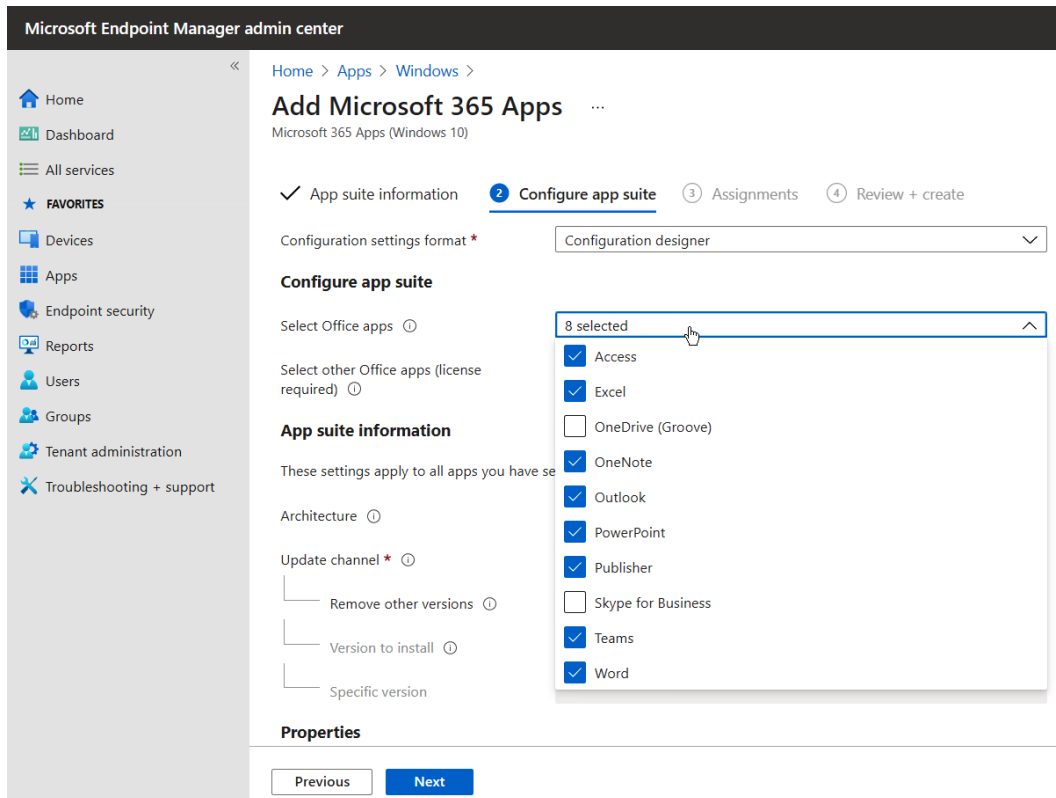 Microsoft Endpoint Manager admin center
«
Home
Dashboard
All services
FAVORITES
Devices
Apps
Endpoint security
Reports
Users
Groups
Tenant administration
Troubleshooting + support
Home > Apps > Windows >
Add Microsoft 365 Apps ...
Microsoft 365 Apps (Windows 10)
App suite information 2 Configure app suite 3 Assignments 4 Review + create
Configuration settings format * Configuration designer
Configure app suite
Select Office apps 8 selected
Access
Excel
OneDrive (Groove)
OneNote
Outlook
PowerPoint
Publisher
Skype for Business
Teams
Word
Select other Office apps (license
required)
App suite information
These settings apply to all apps you have se
Architecture
Update channel *
Remove other versions
Version to install
Specific version
Properties
Previous Next